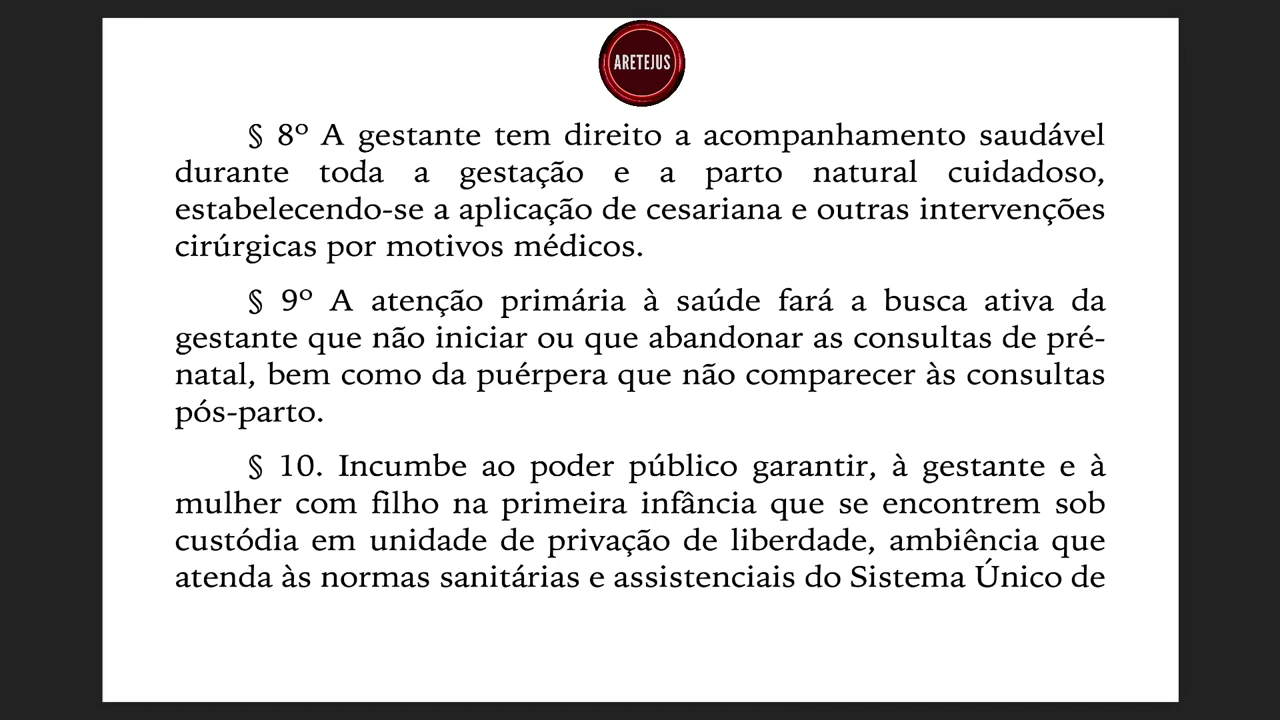 ARETEJUS
§ 8º A gestante tem direito a acompanhamento saudável
durante toda a gestação e a parto natural cuidadoso,
estabelecendo-se a aplicação de cesariana e outras intervenções
cirúrgicas por motivos médicos.
§ 9º A atenção primária à saúde fará a busca ativa da
gestante que não iniciar ou que abandonar as consultas de pré-
natal, bem como da puérpera que não comparecer às consultas
pós-parto.
§ 10. Incumbe ao poder público garantir, à gestante e à
mulher com filho na primeira infância que se encontrem sob
custódia em unidade de privação de liberdade, ambiência que
atenda às normas sanitárias e assistenciais do Sistema Único de